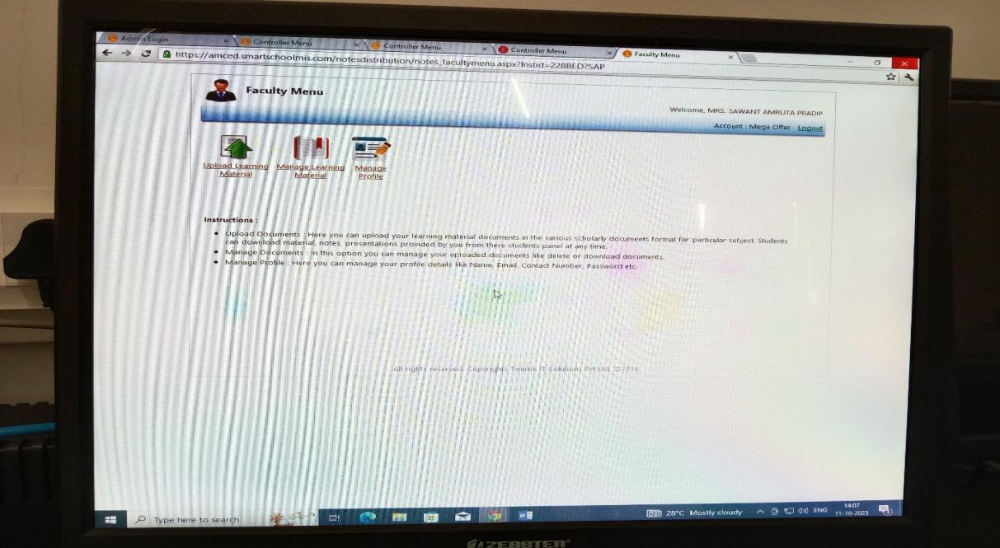 Admin Login
Controller Menu
Controller Menu
Controller Menu
Faculty Menu
https://amced.smartschoolmis.com/notesdistribution/notes_facultymenu.aspx?Instid=228BED?SAP
Faculty Menu
Welcome, MRS. SAWANT AMRUTA PRADIP
Account : Mega Offer Logout
Upload Learning
Material
Manage Learning
Material
Manage
Profile
Instructions :
Upload Documents : Here you can upload your learning material documents in the various scholarly documents format for particular subject. Students
can download material, notes, presentations provided by you from there students panel at any time.
Manage Documents : In this option you can manage your uploaded documents like delete or download documents.
Manage Profile : Here you can manage your profile details like Name, Email, Contact Number, Password etc.
All rights reserved. Copyrights Twinkle IT Solutions Pvt Ltd. ©2016.
Type here to search
28°C Mostly cloudy
ENG
14:07
11-10-2023
ZEBSTER